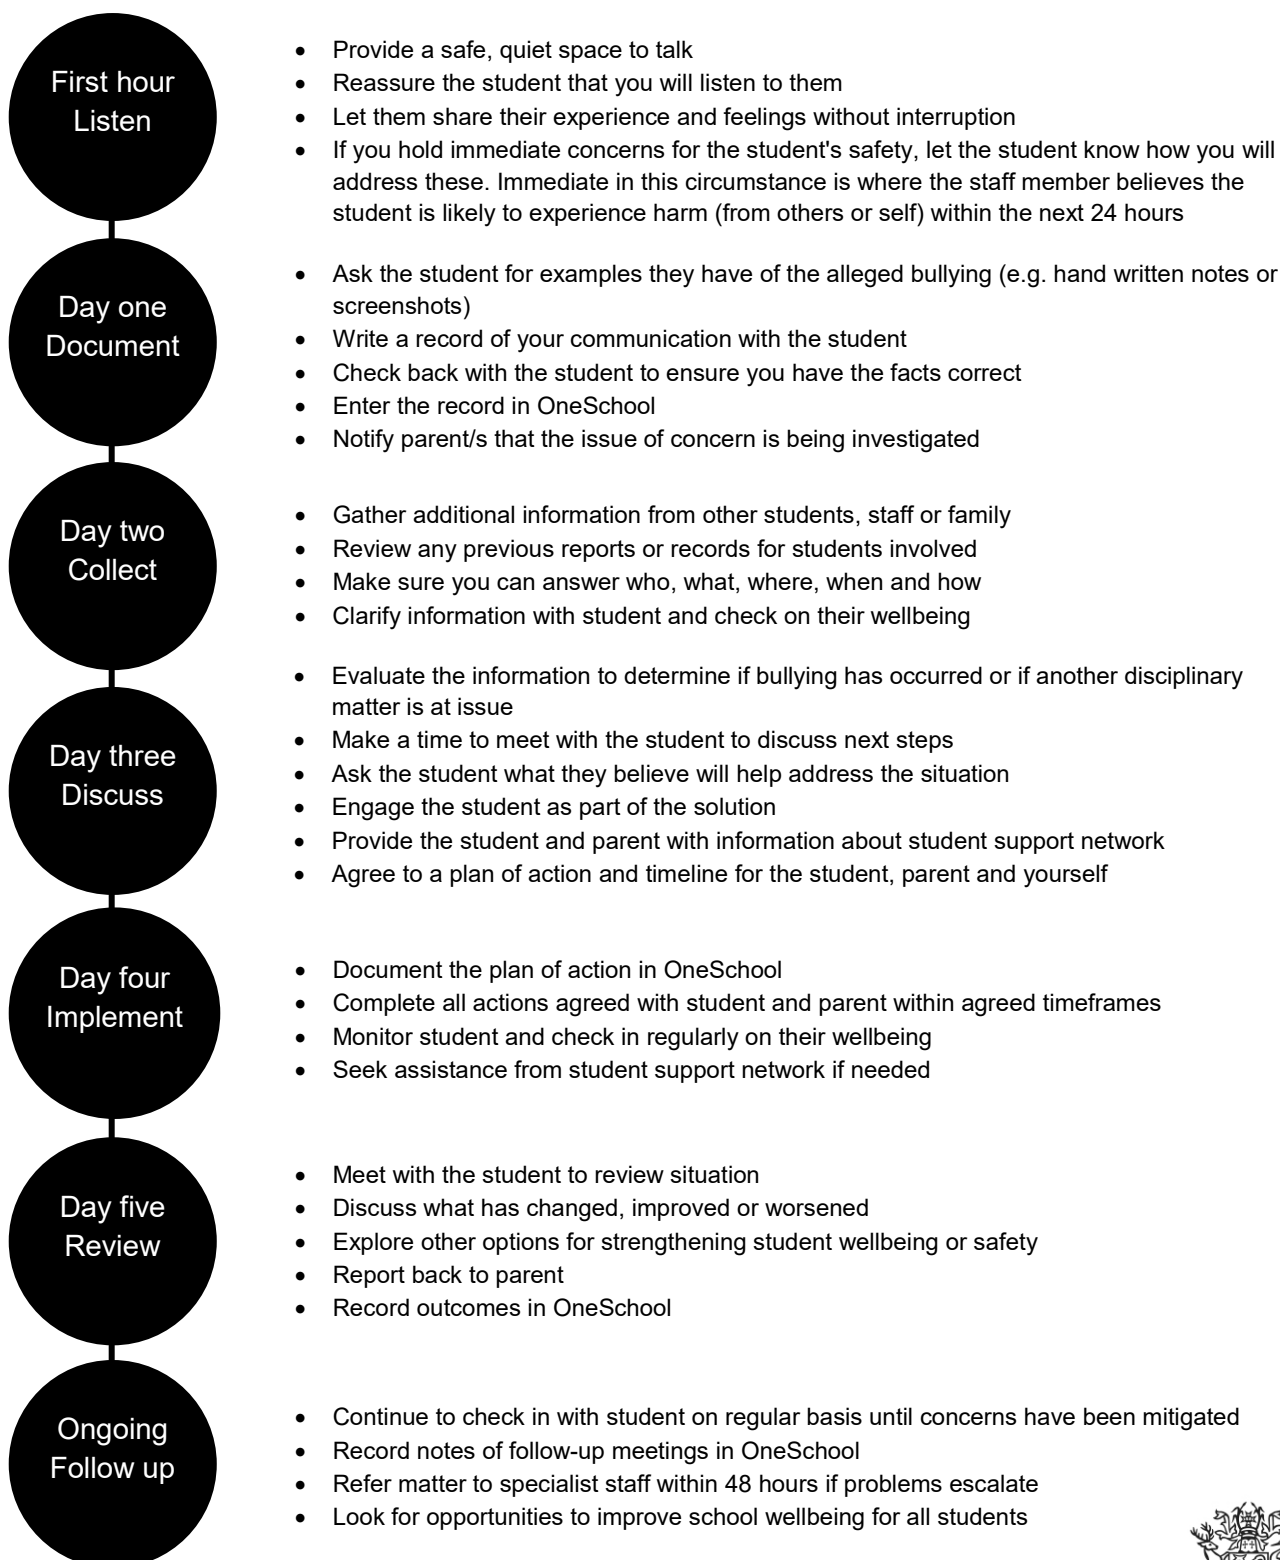 First hour
Listen
• Provide a safe, quiet space to talk
• Reassure the student that you will listen to them
• Let them share their experience and feelings without interruption
• If you hold immediate concerns for the student's safety, let the student know how you will
address these. Immediate in this circumstance is where the staff member believes the
student is likely to experience harm (from others or self) within the next 24 hours
Day one
Document
• Ask the student for examples they have of the alleged bullying (e.g. hand written notes or
screenshots)
• Write a record of your communication with the student
• Check back with the student to ensure you have the facts correct
• Enter the record in OneSchool
• Notify parent/s that the issue of concern is being investigated
Day two
Collect
• Gather additional information from other students, staff or family
• Review any previous reports or records for students involved
• Make sure you can answer who, what, where, when and how
• Clarify information with student and check on their wellbeing
Day three
Discuss
• Evaluate the information to determine if bullying has occurred or if another disciplinary
matter is at issue
• Make a time to meet with the student to discuss next steps
• Ask the student what they believe will help address the situation
• Engage the student as part of the solution
• Provide the student and parent with information about student support network
• Agree to a plan of action and timeline for the student, parent and yourself
Day four
Implement
• Document the plan of action in OneSchool
• Complete all actions agreed with student and parent within agreed timeframes
• Monitor student and check in regularly on their wellbeing
• Seek assistance from student support network if needed
Day five
Review
• Meet with the student to review situation
• Discuss what has changed, improved or worsened
• Explore other options for strengthening student wellbeing or safety
• Report back to parent
• Record outcomes in OneSchool
Ongoing
Follow up
• Continue to check in with student on regular basis until concerns have been mitigated
• Record notes of follow-up meetings in OneSchool
• Refer matter to specialist staff within 48 hours if problems escalate
• Look for opportunities to improve school wellbeing for all students